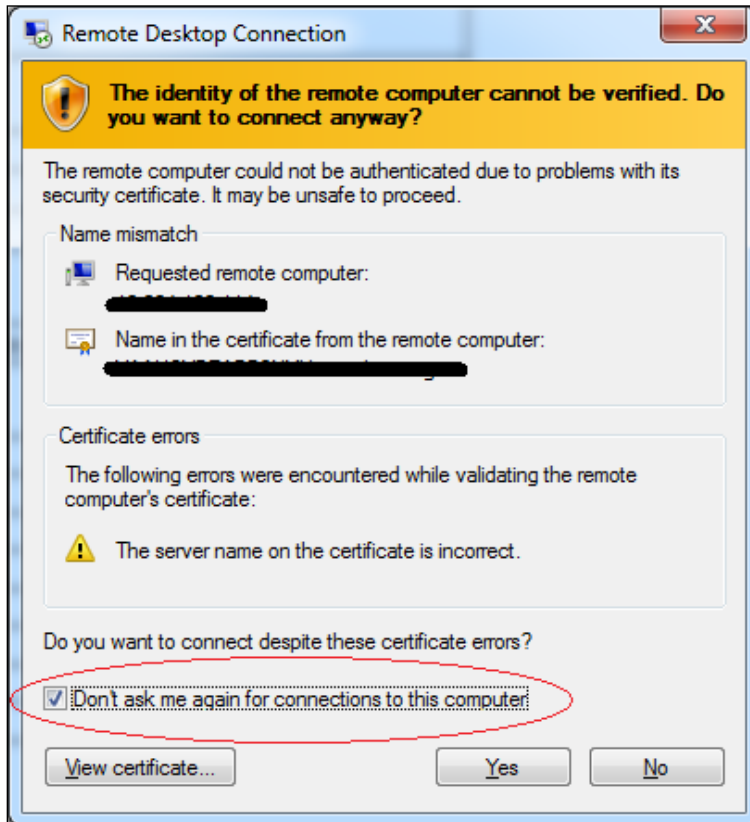 Remote Desktop Connection
The identity of the remote computer cannot be verified. Do
you want to connect anyway?
The remote computer could not be authenticated due to problems with its
security certificate. It may be unsafe to proceed.
Name mismatch
Requested remote computer:
Name in the certificate from the remote computer:
Certificate errors
The following errors were encountered while validating the remote
computer's certificate:
The server name on the certificate is incorrect.
Do you want to connect despite these certificate errors?
Don't ask me again for connections to this computer
View certificate... Yes No